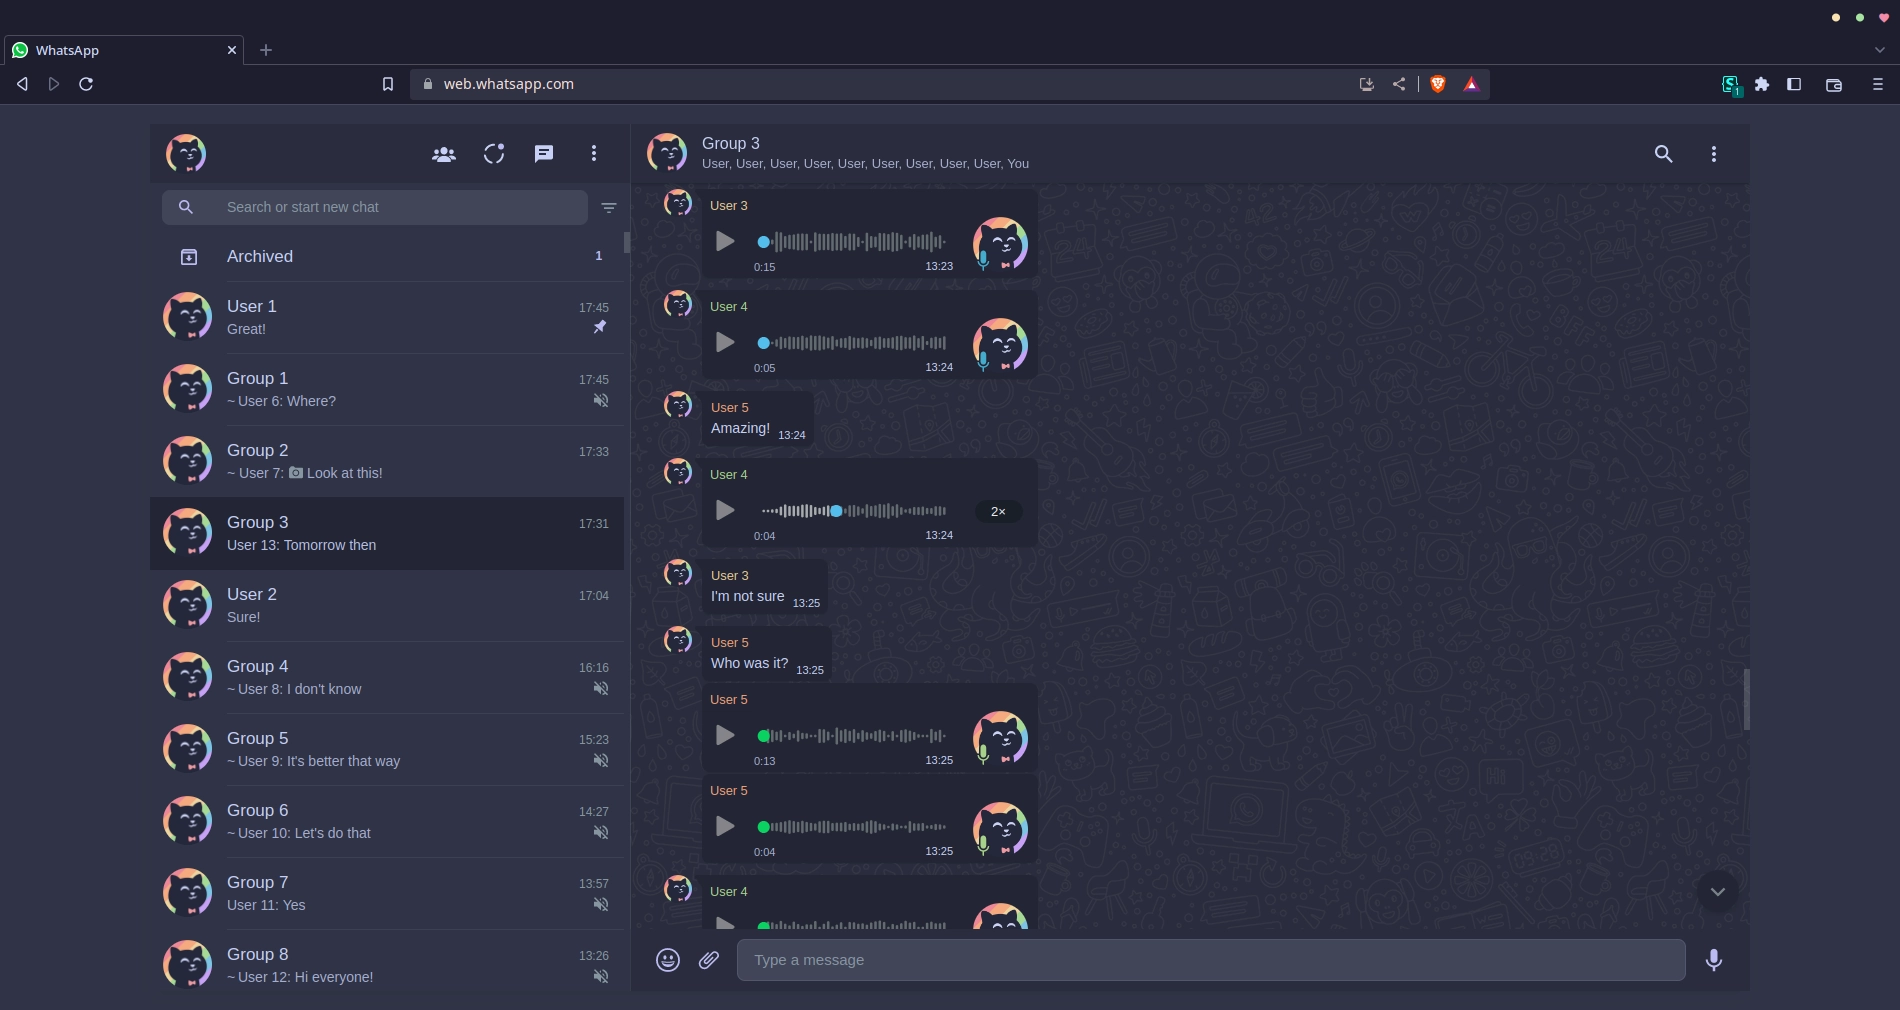 WhatsApp
web.whatsapp.com
1
Search or start new chat
Archived
1
User 1
17:45
Great!
Group 1
17:45
~ User 6: Where?
Group 2
17:33
~ User 7: Look at this!
Group 3
17:31
User 13: Tomorrow then
User 2
17:04
Sure!
Group 4
16:16
~ User 8: I don't know
Group 5
15:23
~ User 9: It's better that way
Group 6
14:27
~ User 10: Let's do that
Group 7
13:57
User 11: Yes
Group 8
13:26
~ User 12: Hi everyone!
Group 3
User, User, User, User, User, User, User, User, User, You
User 3
0:15
13:23
User 4
0:05
13:24
User 5
Amazing! 13:24
User 4
2×
0:04
13:24
User 3
I'm not sure 13:25
User 5
Who was it? 13:25
User 5
0:13
13:25
User 5
0:04
13:25
User 4
Type a message